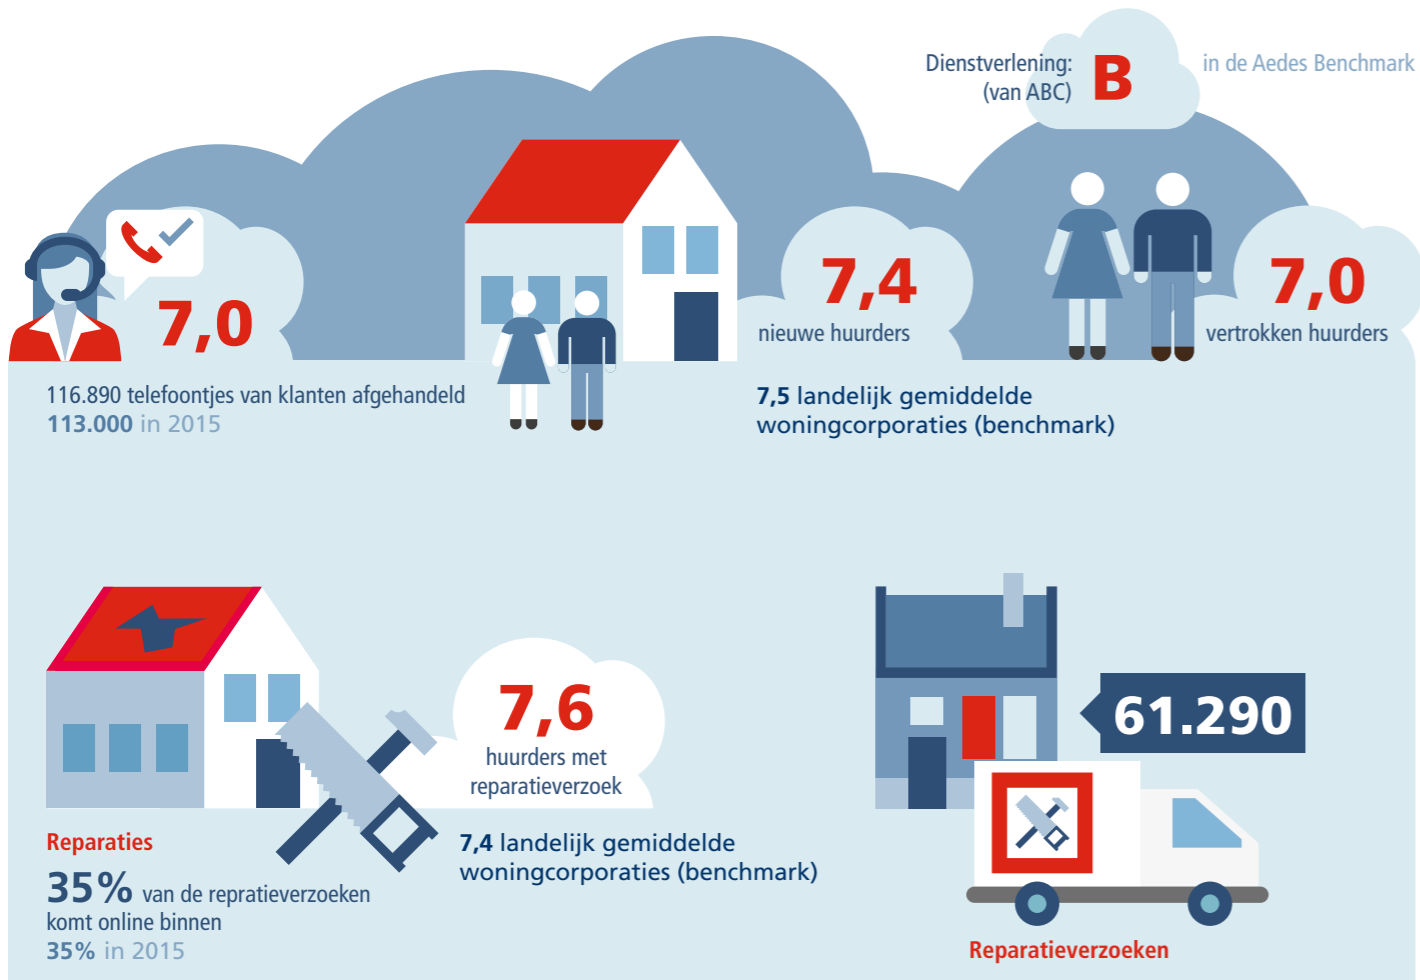 Dienstverlening:
(van ABC)
B
in de Aedes Benchmark
7,0
116.890 telefoontjes van klanten afgehandeld
113.000 in 2015
7,4
nieuwe huurders
7,5 landelijk gemiddelde
woningcorporaties (benchmark)
7,0
vertrokken huurders
7,6
huurders met
reparatieverzoek
7,4 landelijk gemiddelde
woningcorporaties (benchmark)
Reparaties
35% van de repratieverzoeken
komt online binnen
35% in 2015
61.290
Reparatieverzoeken